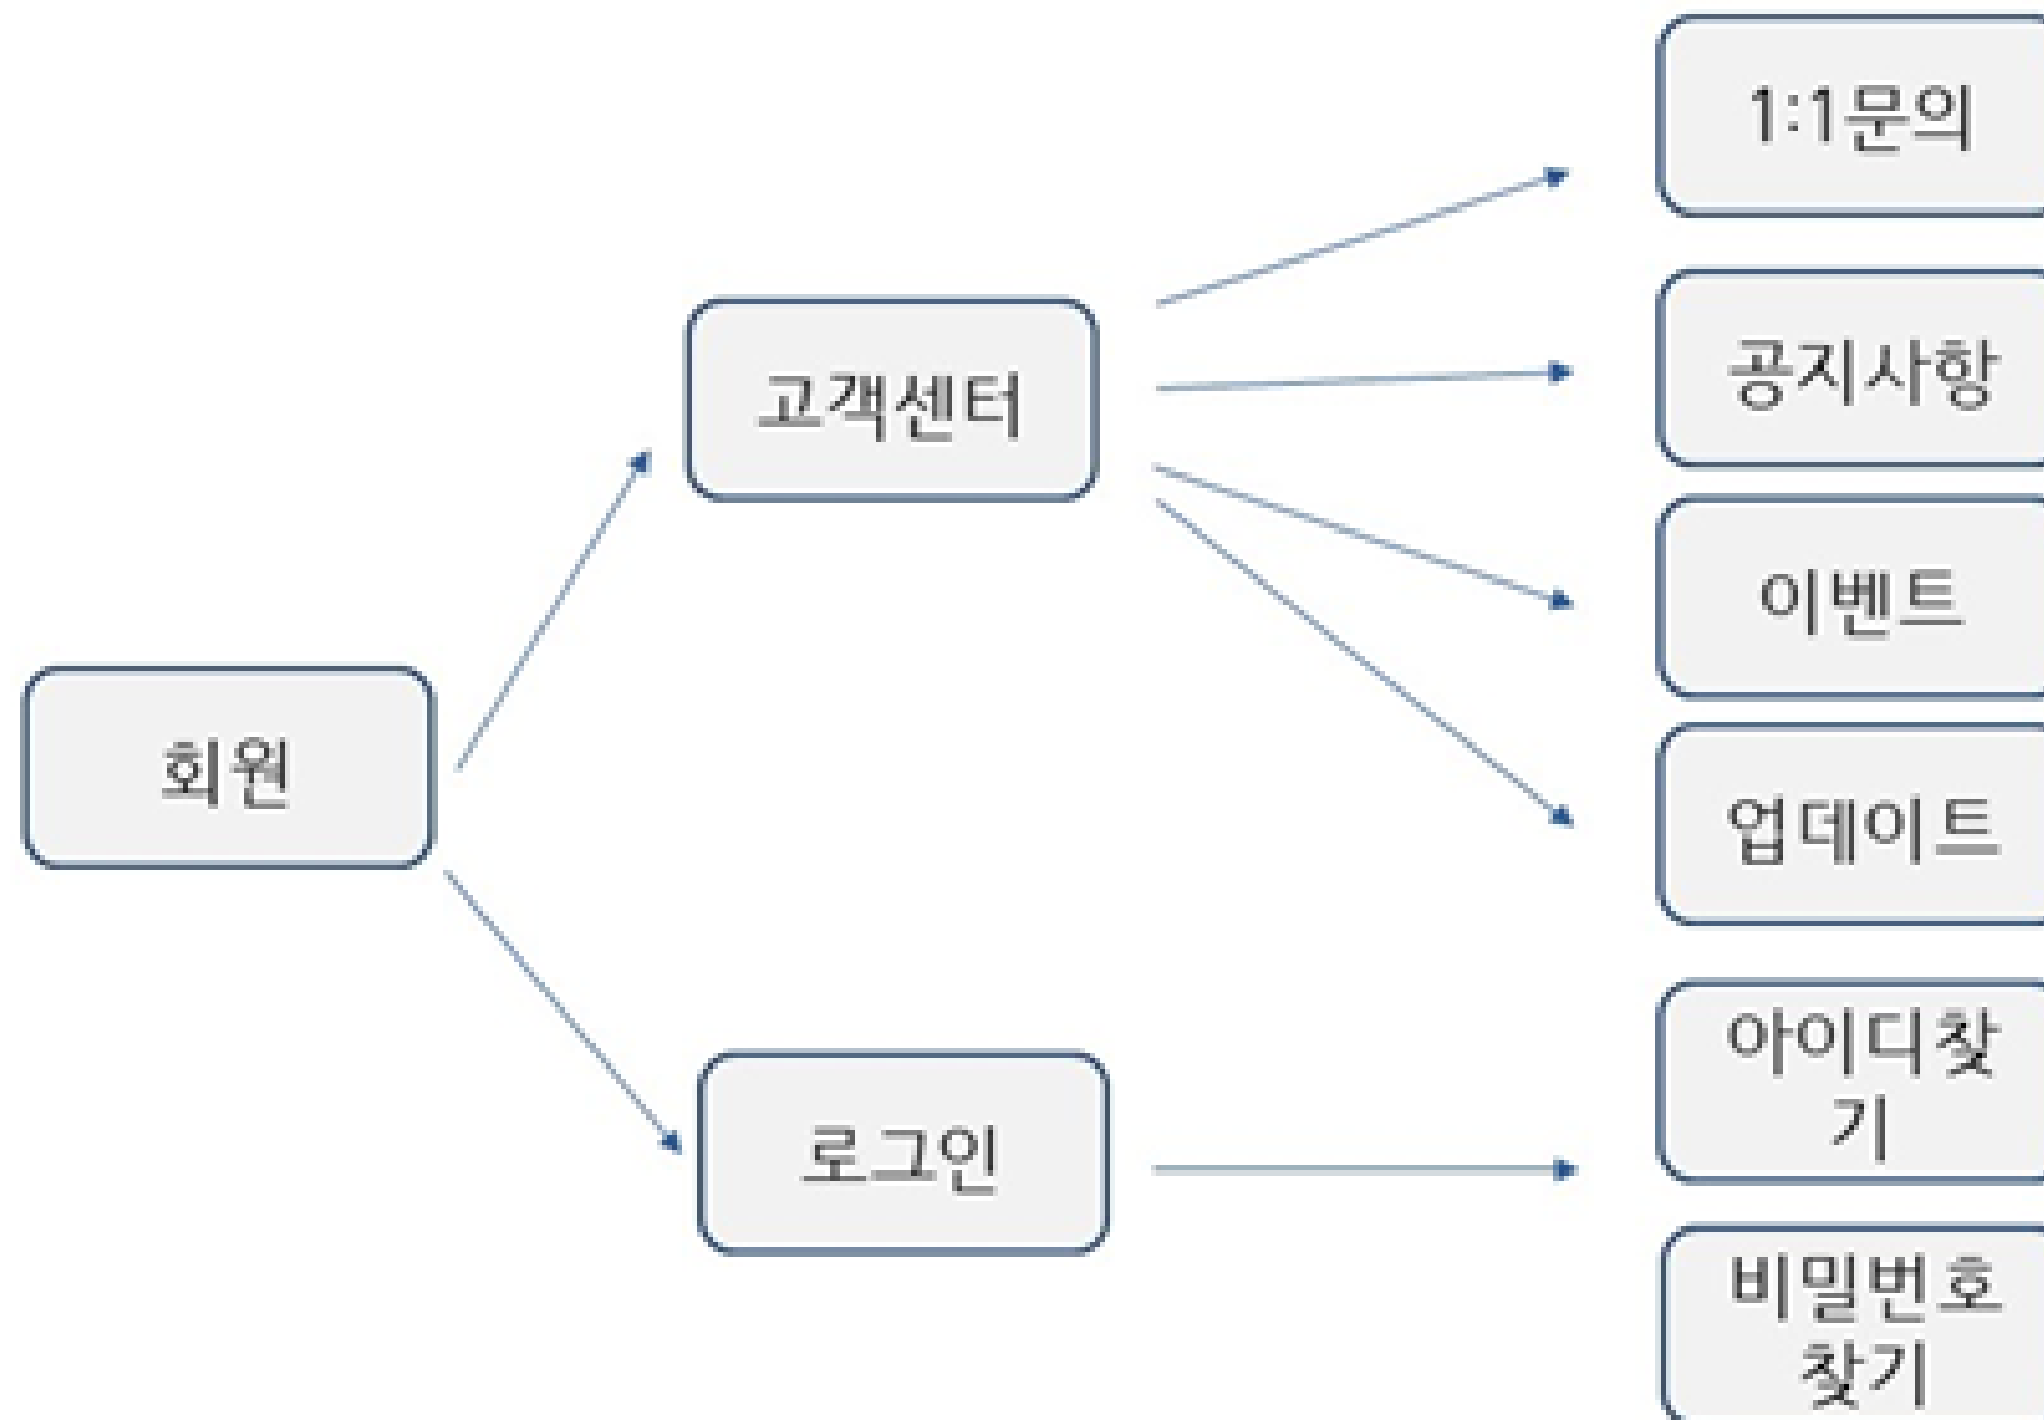 1:1문의
고객센터
공지사항
이벤트
회원
업데이트
아이디찾
기
로그인
비밀번호
찾기